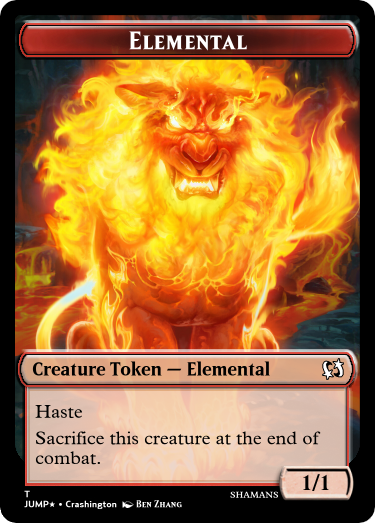 ELEMENTAL
Creature Token — Elemental
Haste
Sacrifice this creature at the end of
combat.
1/1
T
SHAMANS
JUMP★ • Crashington BEN ZHANG